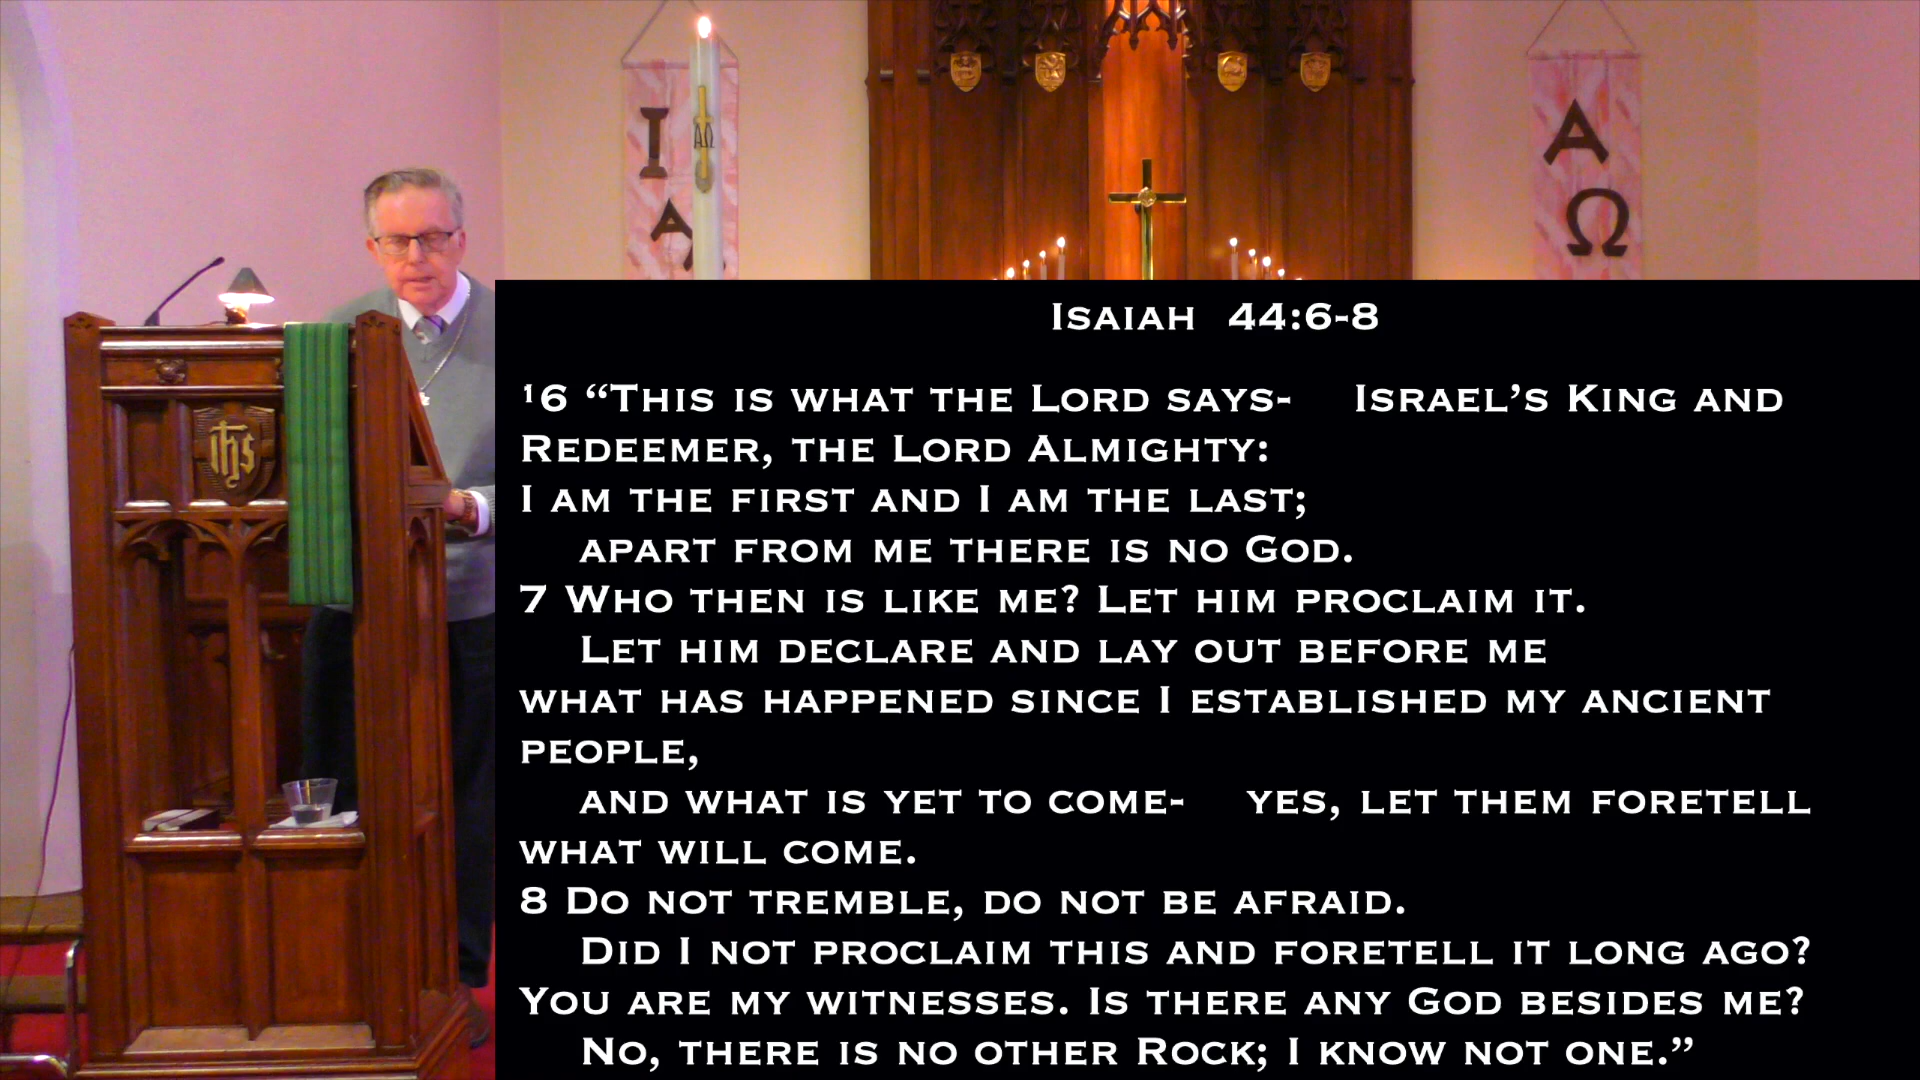 I
A
ΑΩ
Α
Ω
ihs
Isaiah 44:6-8
¹6 “This is what the Lord says- Israel’s King and
Redeemer, the Lord Almighty:
I am the first and I am the last;
apart from me there is no God.
7 Who then is like me? Let him proclaim it.
Let him declare and lay out before me
what has happened since I established my ancient
people,
and what is yet to come- yes, let them foretell
what will come.
8 Do not tremble, do not be afraid.
Did I not proclaim this and foretell it long ago?
You are my witnesses. Is there any God besides me?
No, there is no other Rock; I know not one.”